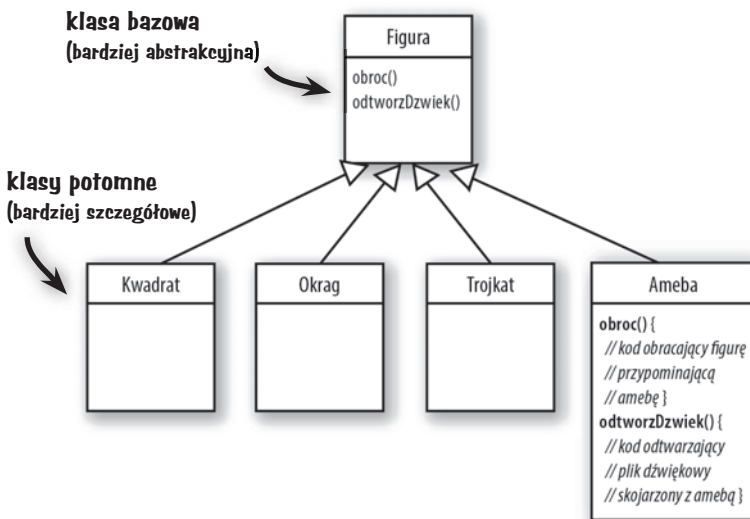 klasa bazowa
(bardziej abstrakcyjna)
Figura
obroc()
odtworzDzwiek()
klasy potomne
(bardziej szczegółowe)
Kwadrat
Okrag
Trojkat
Ameba
obroc() {
// kod obracający figurę
// przypominającą
// amebę }
odtworzDzwiek() {
// kod odtwarzający
// plik dźwiękowy
// skojarzony z amebą }